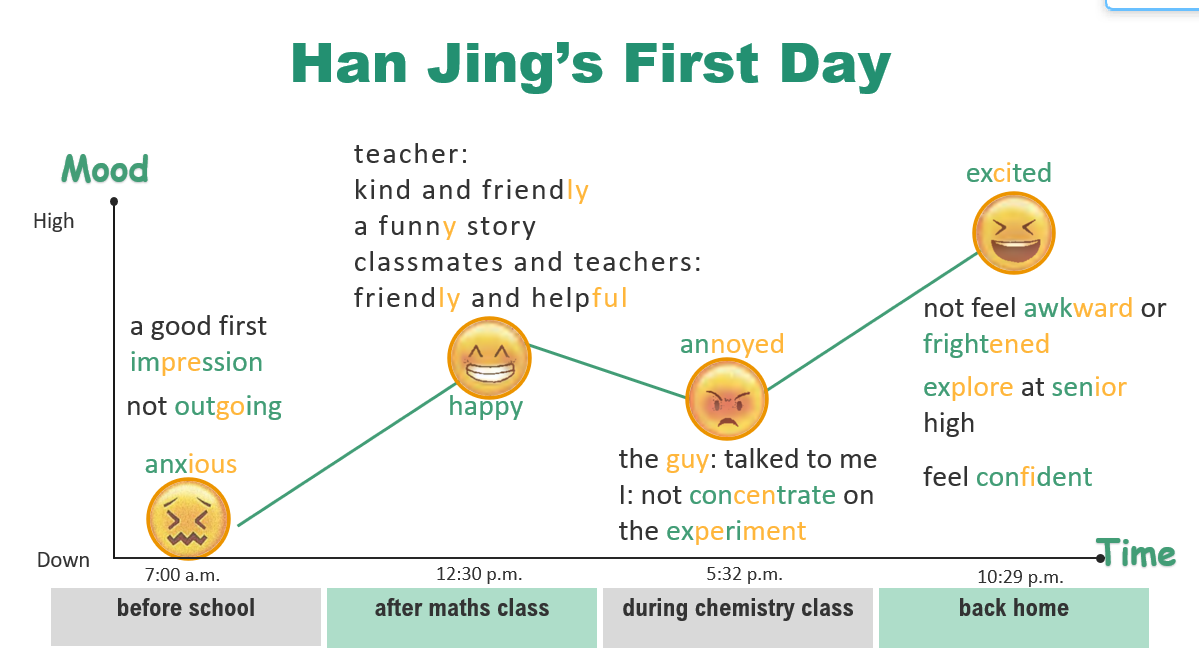 Han Jing’s First Day
Mood
High
Down
a good first
impression
not outgoing
anxious
teacher:
kind and friendly
a funny story
classmates and teachers:
friendly and helpful
happy
annoyed
the guy: talked to me
I: not concentrate on
the experiment
excited
not feel awkward or
frightened
explore at senior
high
feel confident
Time
7:00 a.m.
12:30 p.m.
5:32 p.m.
10:29 p.m.
before school
after maths class
during chemistry class
back home